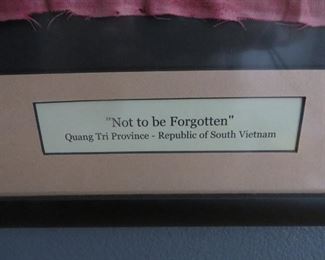 "Not to be Forgotten"
Quang Tri Province - Republic of South Vietnam